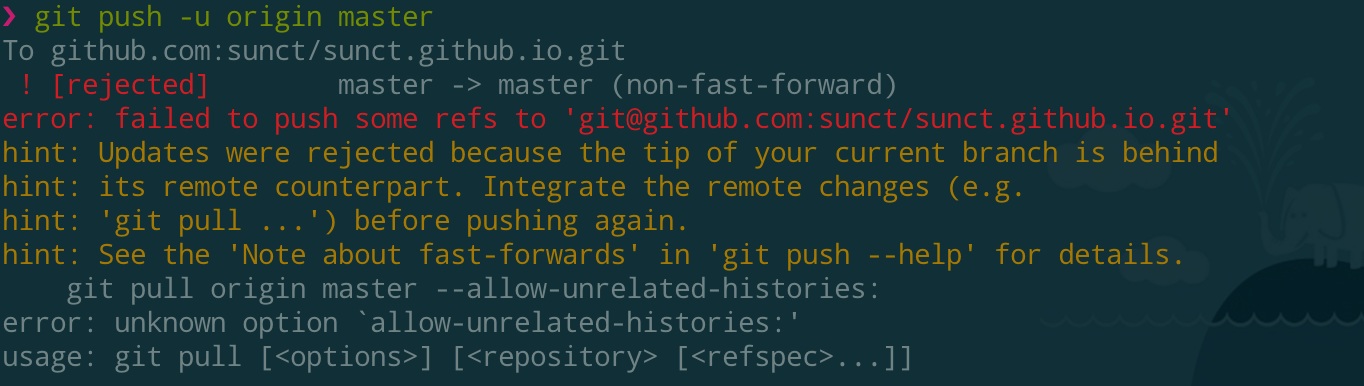 ❯ git push -u origin master
To github.com:sunct/sunct.github.io.git
 ! [rejected]        master -> master (non-fast-forward)
error: failed to push some refs to 'git@github.com:sunct/sunct.github.io.git'
hint: Updates were rejected because the tip of your current branch is behind
hint: its remote counterpart. Integrate the remote changes (e.g.
hint: 'git pull ...') before pushing again.
hint: See the 'Note about fast-forwards' in 'git push --help' for details.
    git pull origin master --allow-unrelated-histories:
error: unknown option `allow-unrelated-histories:'
usage: git pull [<options>] [<repository> [<refspec>...]]